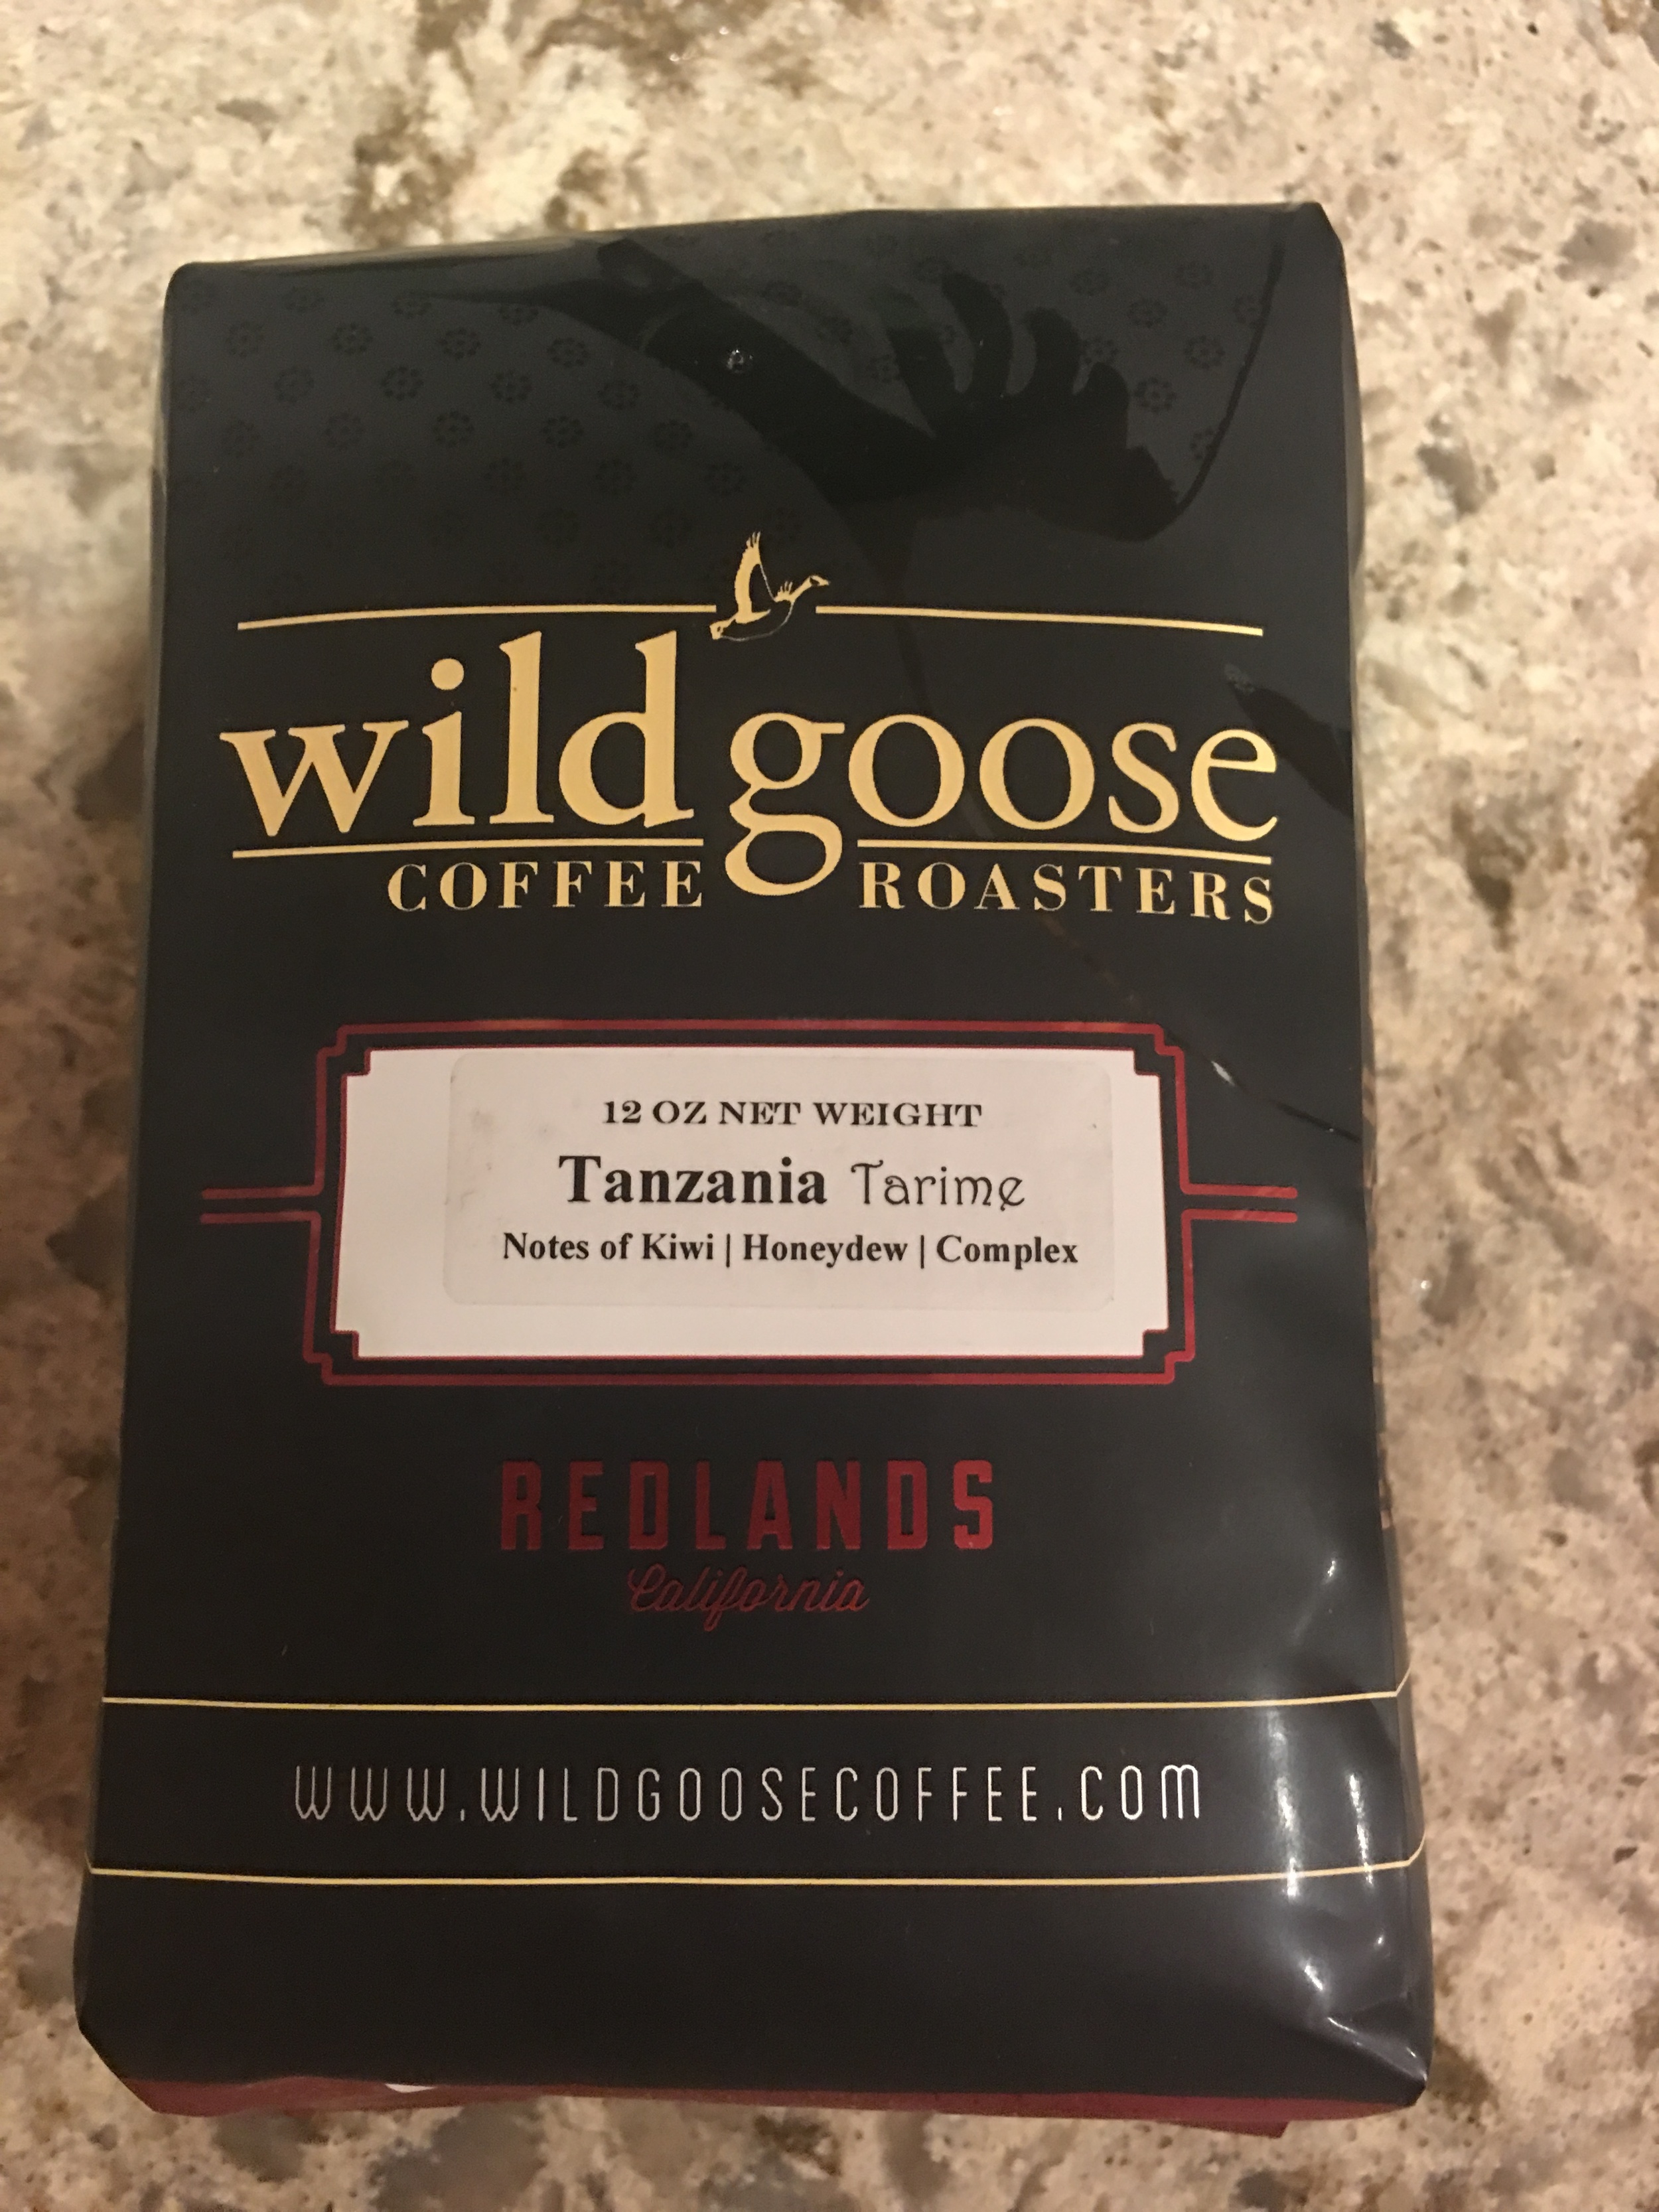 wild goose
COFFEE ROASTERS
12 OZ NET WEIGHT
Tanzania Tarime
Notes of Kiwi | Honeydew | Complex
REDLANDS
California
WWW.WILDGOOSECOFFEE.COM